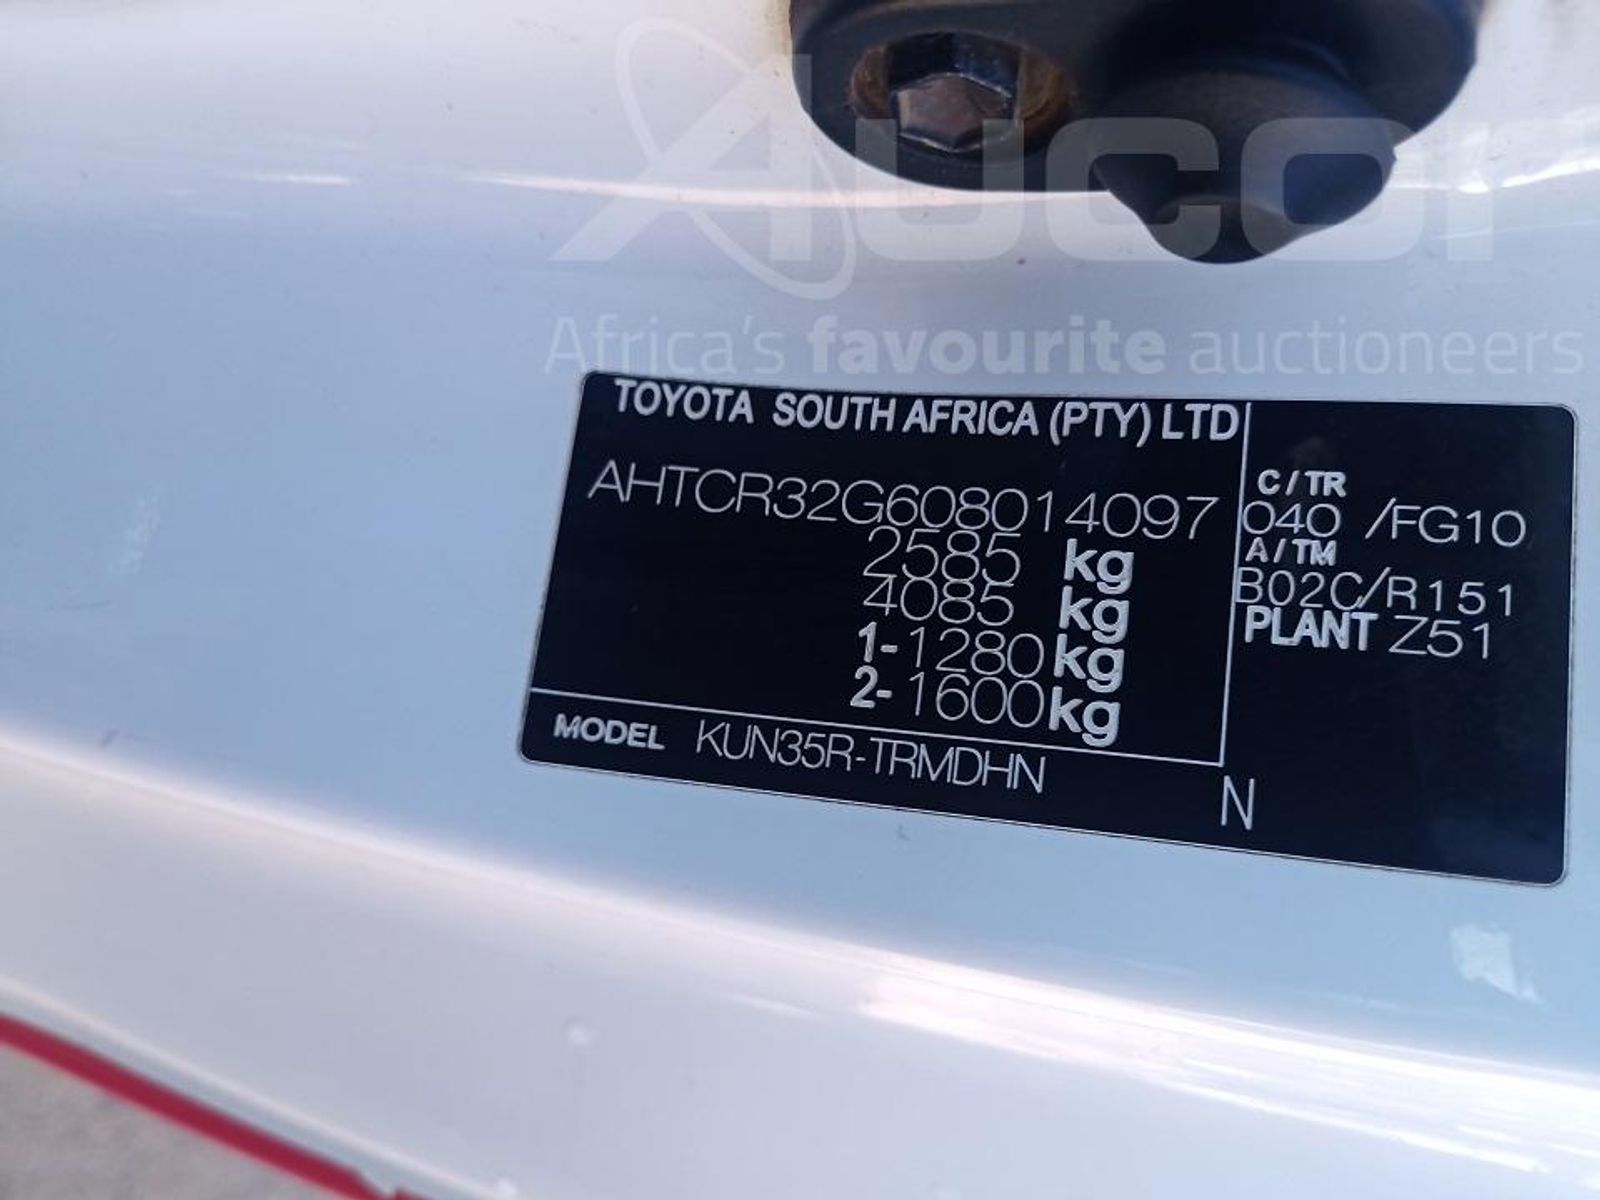 AUCOR
Africa's favourite auctioneers
TOYOTA SOUTH AFRICA (PTY) LTD
AHTCR32G608014097
2585 kg
4085 kg
1-1280 kg
2-1600 kg
MODEL KUN35R-TRMDHN
C/TR
040 /FG10
A/TM
B02C/R151
PLANT Z51
N